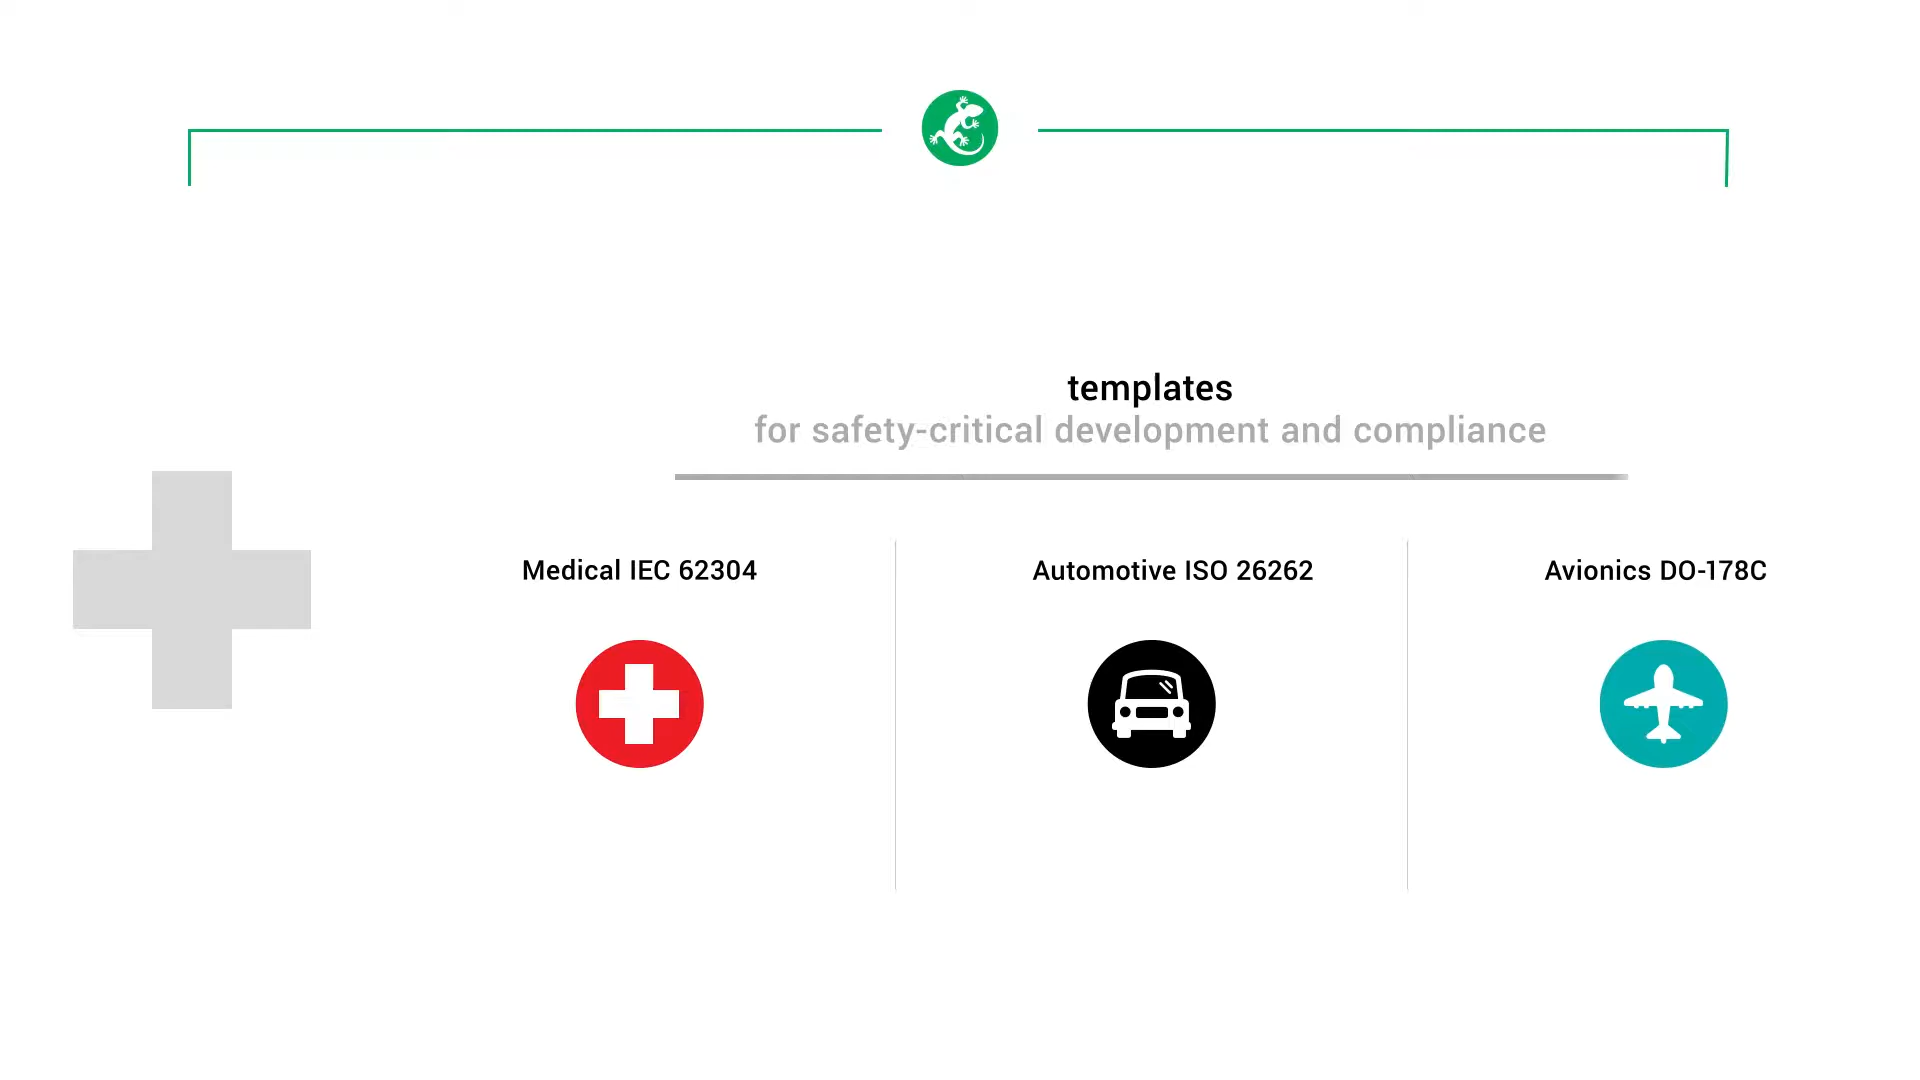 templates
for safety-critical development and compliance
Medical IEC 62304
Automotive ISO 26262
Avionics DO-178C